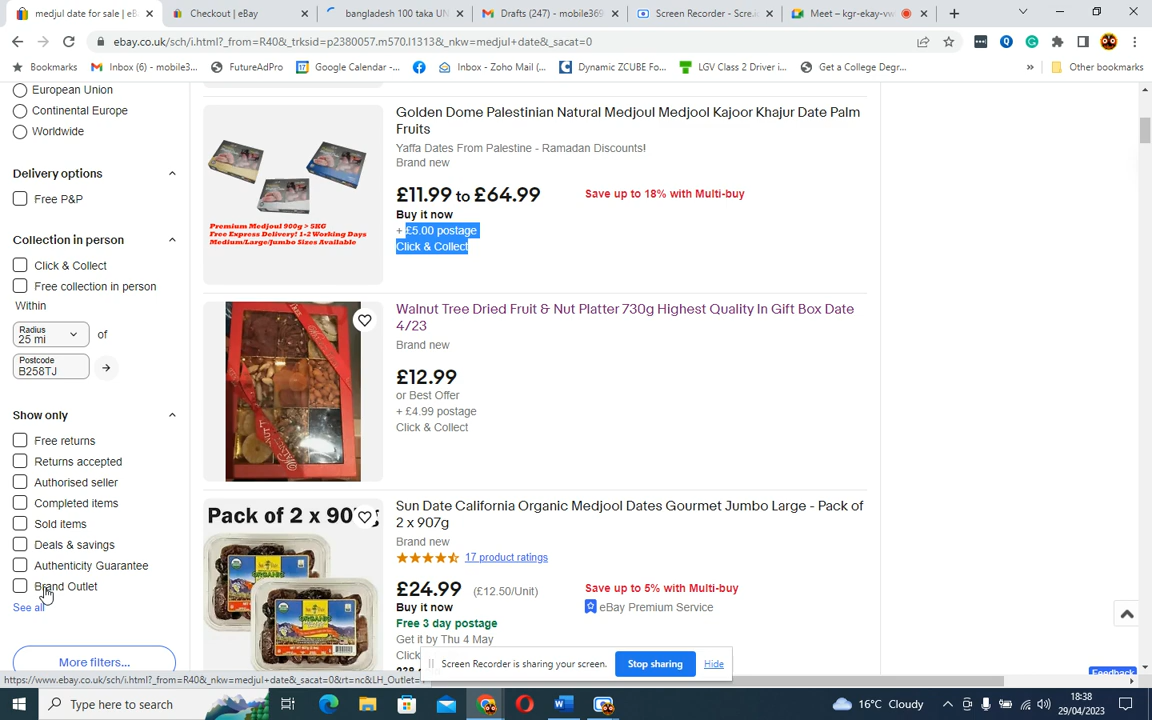 medjul date for sale | eB
Checkout | eBay
bangladesh 100 taka UN
Drafts (247) - mobile369
Screen Recorder - Scre
Meet – kgr-ekay-vw
ebay.co.uk/sch/i.html?_from=R40&_trksid=p2380057.m570.l1313&_nkw=medjul+date&_sacat=0
Bookmarks
Inbox (6) - mobile3...
FutureAdPro
Google Calendar -...
Inbox - Zoho Mail (...
Dynamic ZCUBE Fo...
LGV Class 2 Driver i...
Get a College Degr...
Other bookmarks
European Union
Continental Europe
Worldwide
Delivery options
Free P&P
Collection in person
Click & Collect
Free collection in person
Within
Radius
25 mi
of
Postcode
B258TJ
Show only
Free returns
Returns accepted
Authorised seller
Completed items
Sold items
Deals & savings
Authenticity Guarantee
Brand Outlet
See all
More filters...
Premium Medjoul 900g > 5KG
Free Express Delivery! 1-2 Working Days
Medium/Large/Jumbo Sizes Available
Golden Dome Palestinian Natural Medjoul Medjool Kajoor Khajur Date Palm
Fruits
Yaffa Dates From Palestine - Ramadan Discounts!
Brand new
£11.99 to £64.99
Save up to 18% with Multi-buy
Buy it now
+ £5.00 postage
Click & Collect
Walnut Tree Dried Fruit & Nut Platter 730g Highest Quality In Gift Box Date
4/23
Brand new
£12.99
or Best Offer
+ £4.99 postage
Click & Collect
Pack of 2 x 907g
Sun Date California Organic Medjool Dates Gourmet Jumbo Large - Pack of
2 x 907g
Brand new
17 product ratings
£24.99 (£12.50/Unit)
Save up to 5% with Multi-buy
Buy it now
eBay Premium Service
Free 3 day postage
Get it by Thu 4 May
Click
Screen Recorder is sharing your screen.
Stop sharing
Hide
Feedback
https://www.ebay.co.uk/sch/i.html?_from=R40&_nkw=medjul+date&_sacat=0&rt=nc&LH_Outlet=1
Type here to search
16°C Cloudy
18:38
29/04/2023